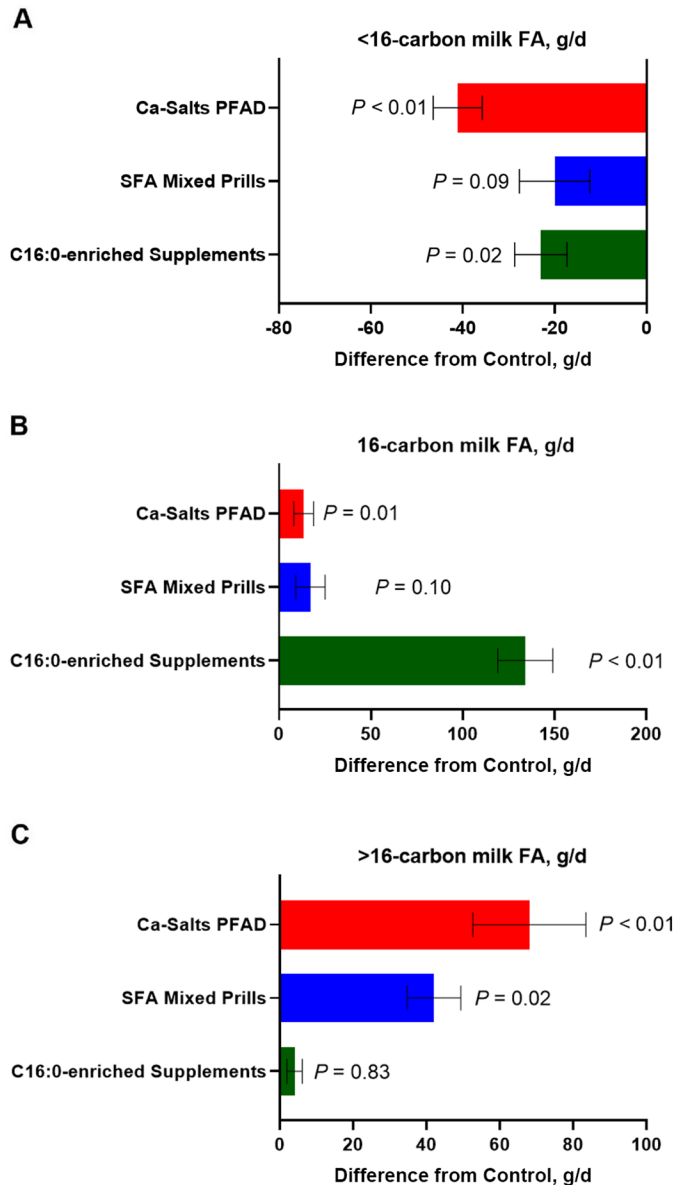 A
<16-carbon milk FA, g/d
Ca-Salts PFAD
P < 0.01
SFA Mixed Prills
P = 0.09
C16:0-enriched Supplements
P = 0.02
-80 -60 -40 -20 0
Difference from Control, g/d
B
16-carbon milk FA, g/d
Ca-Salts PFAD
P = 0.01
SFA Mixed Prills
P = 0.10
C16:0-enriched Supplements
P < 0.01
0 50 100 150 200
Difference from Control, g/d
C
>16-carbon milk FA, g/d
Ca-Salts PFAD
P < 0.01
SFA Mixed Prills
P = 0.02
C16:0-enriched Supplements
P = 0.83
0 20 40 60 80 100
Difference from Control, g/d